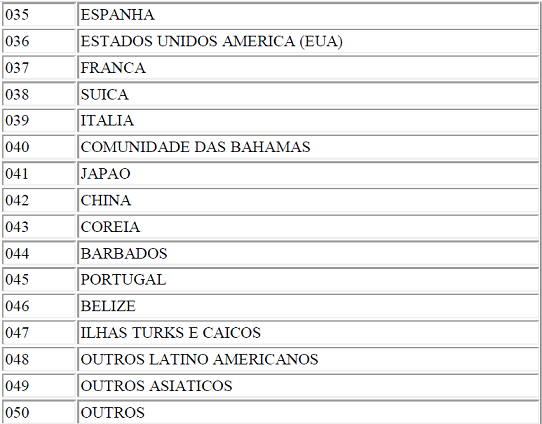 035 ESPANHA
036 ESTADOS UNIDOS AMERICA (EUA)
037 FRANCA
038 SUICA
039 ITALIA
040 COMUNIDADE DAS BAHAMAS
041 JAPAO
042 CHINA
043 COREIA
044 BARBADOS
045 PORTUGAL
046 BELIZE
047 ILHAS TURKS E CAICOS
048 OUTROS LATINO AMERICANOS
049 OUTROS ASIATICOS
050 OUTROS